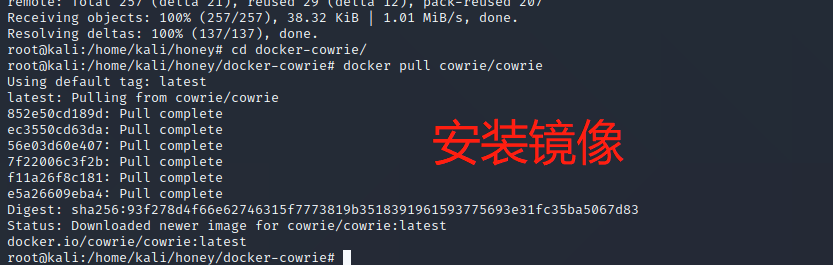 remote: Total 257 (delta 21), reused 29 (delta 12), pack-reused 207
Receiving objects: 100% (257/257), 38.32 KiB | 1.01 MiB/s, done.
Resolving deltas: 100% (137/137), done.
root@kali:/home/kali/honey# cd docker-cowrie/
root@kali:/home/kali/honey/docker-cowrie# docker pull cowrie/cowrie
Using default tag: latest
latest: Pulling from cowrie/cowrie
852e50cd189d: Pull complete
ec3550cd63da: Pull complete
56e03d60e407: Pull complete
7f22006c3f2b: Pull complete
f11a26f8c181: Pull complete
e5a26609eba4: Pull complete
安装镜像
Digest: sha256:93f278d4f66e62746315f7773819b3518391961593775693e31fc35ba5067d83
Status: Downloaded newer image for cowrie/cowrie:latest
docker.io/cowrie/cowrie:latest
root@kali:/home/kali/honey/docker-cowrie#